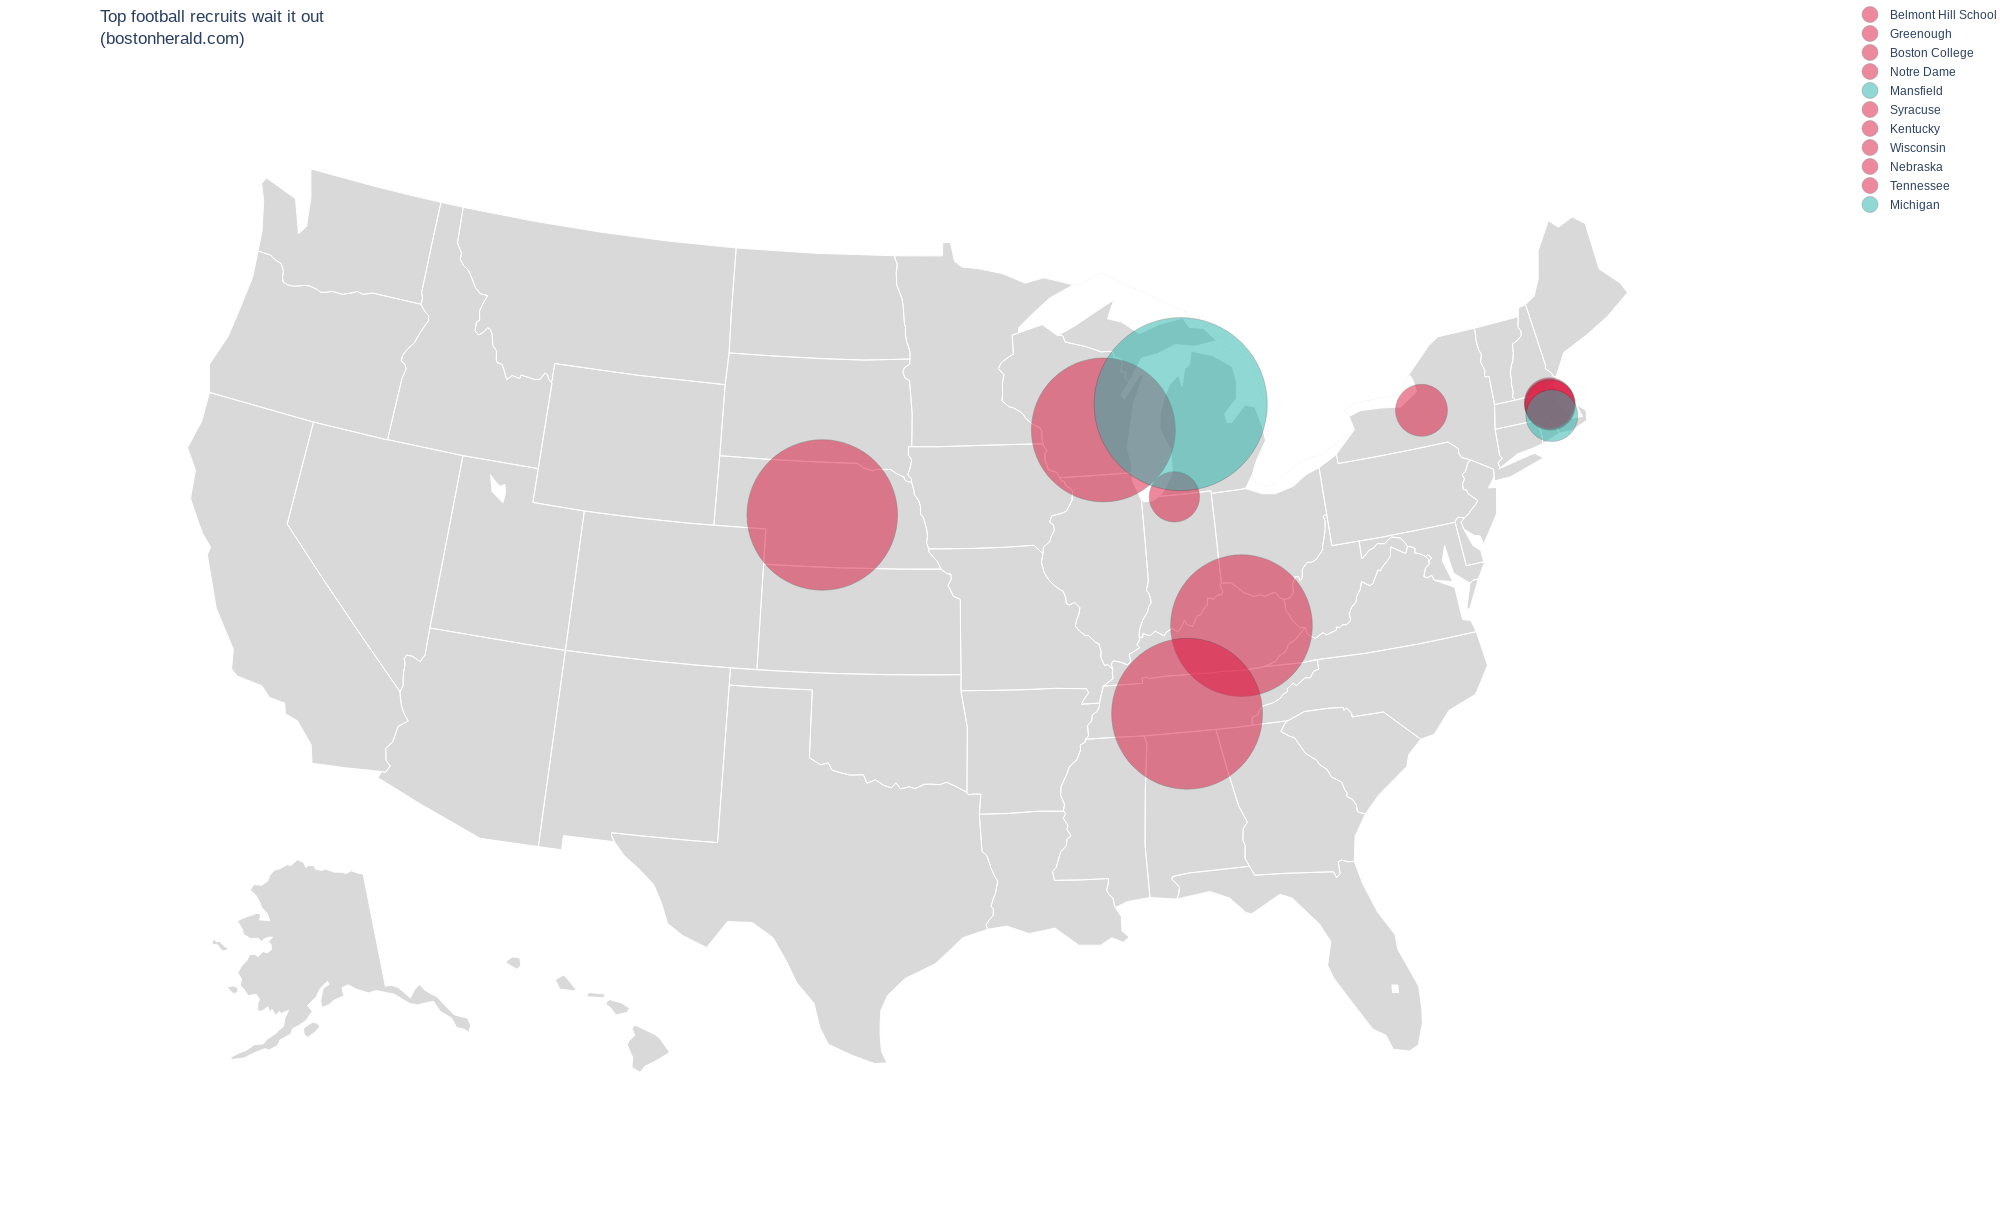 Top football recruits wait it out
(bostonherald.com)
Belmont Hill School
Greenough
Boston College
Notre Dame
Mansfield
Syracuse
Kentucky
Wisconsin
Nebraska
Tennessee
Michigan